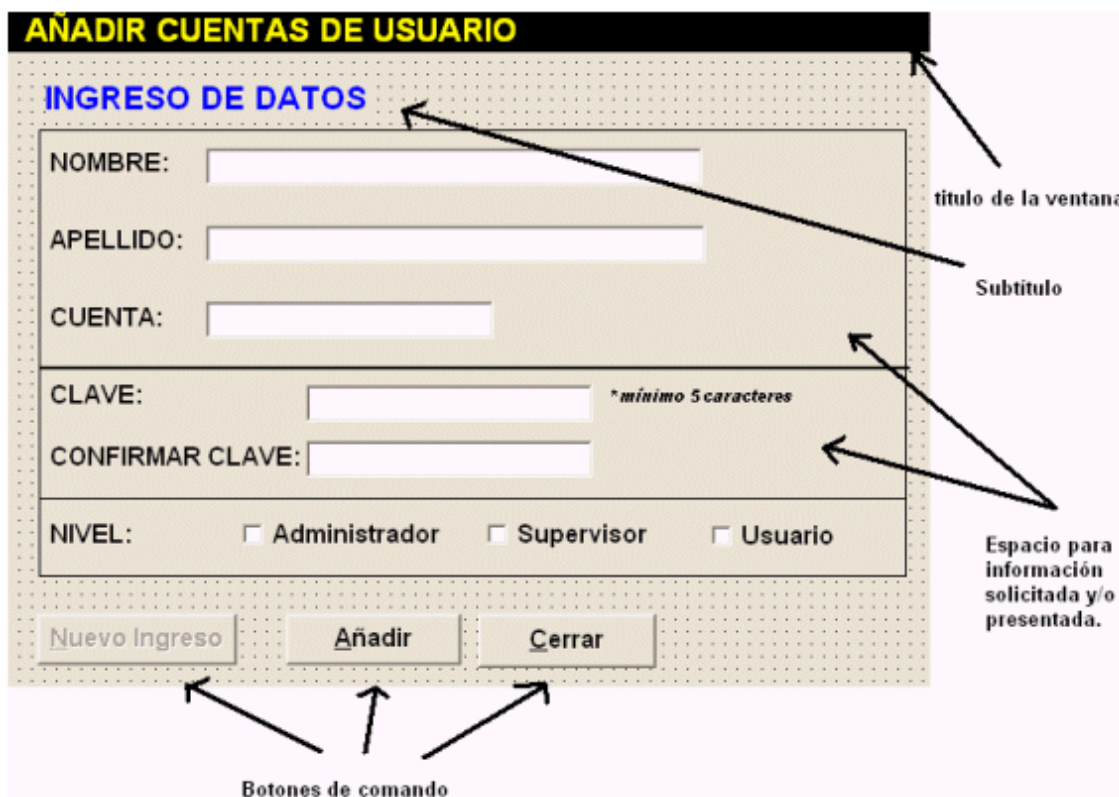 AÑADIR CUENTAS DE USUARIO
INGRESO DE DATOS
NOMBRE:
titulo de la ventana
APELLIDO:
Subtítulo
CUENTA:
CLAVE:
*mínimo 5 caracteres
CONFIRMAR CLAVE:
NIVEL:
Administrador
Supervisor
Usuario
Espacio para
información
solicitada y/o
presentada.
Nuevo Ingreso
Añadir
Cerrar
Botones de comando